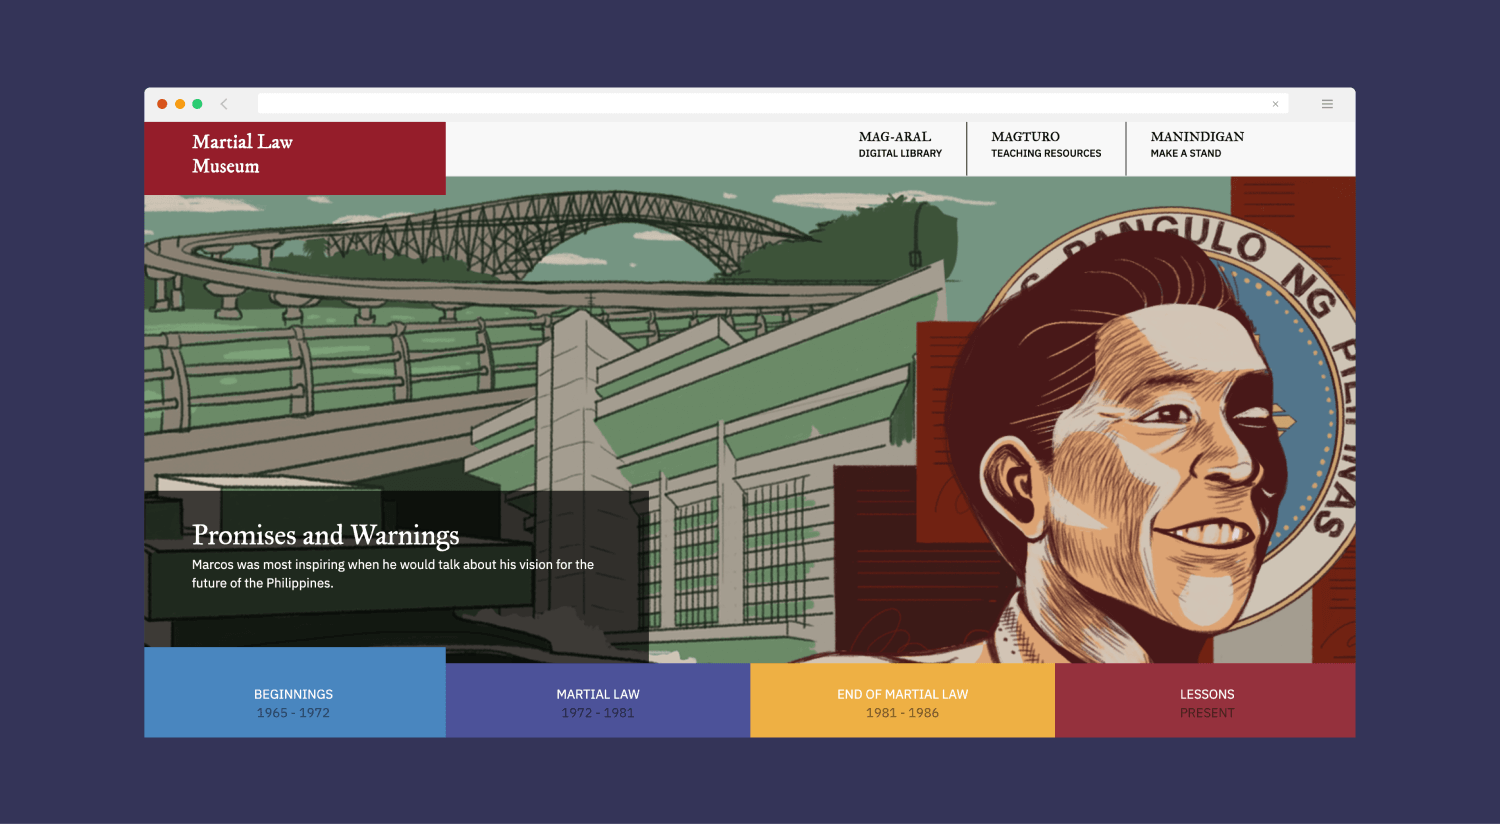 Martial Law
Museum
MAG-ARAL
DIGITAL LIBRARY
MAGTURO
TEACHING RESOURCES
MANINDIGAN
MAKE A STAND
PANGULO NG PILIPINAS
Promises and Warnings
Marcos was most inspiring when he would talk about his vision for the
future of the Philippines.
BEGINNINGS
1965 - 1972
MARTIAL LAW
1972 - 1981
END OF MARTIAL LAW
1981 - 1986
LESSONS
PRESENT